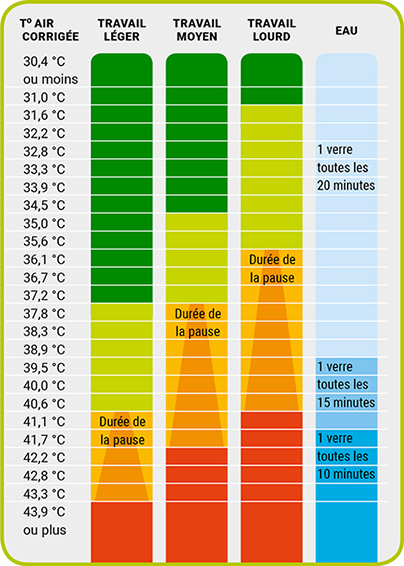 T° AIR CORRIGÉE
TRAVAIL LÉGER
TRAVAIL MOYEN
TRAVAIL LOURD
EAU
30,4 °C
ou moins
31,0 °C
31,6 °C
32,2 °C
32,8 °C
33,3 °C
33,9 °C
34,5 °C
35,0 °C
35,6 °C
36,1 °C
36,7 °C
37,2 °C
37,8 °C
38,3 °C
38,9 °C
39,5 °C
40,0 °C
40,6 °C
41,1 °C
41,7 °C
42,2 °C
42,8 °C
43,3 °C
43,9 °C
ou plus
Durée de
la pause
Durée de
la pause
Durée de
la pause
1 verre
toutes les
20 minutes
1 verre
toutes les
15 minutes
1 verre
toutes les
10 minutes